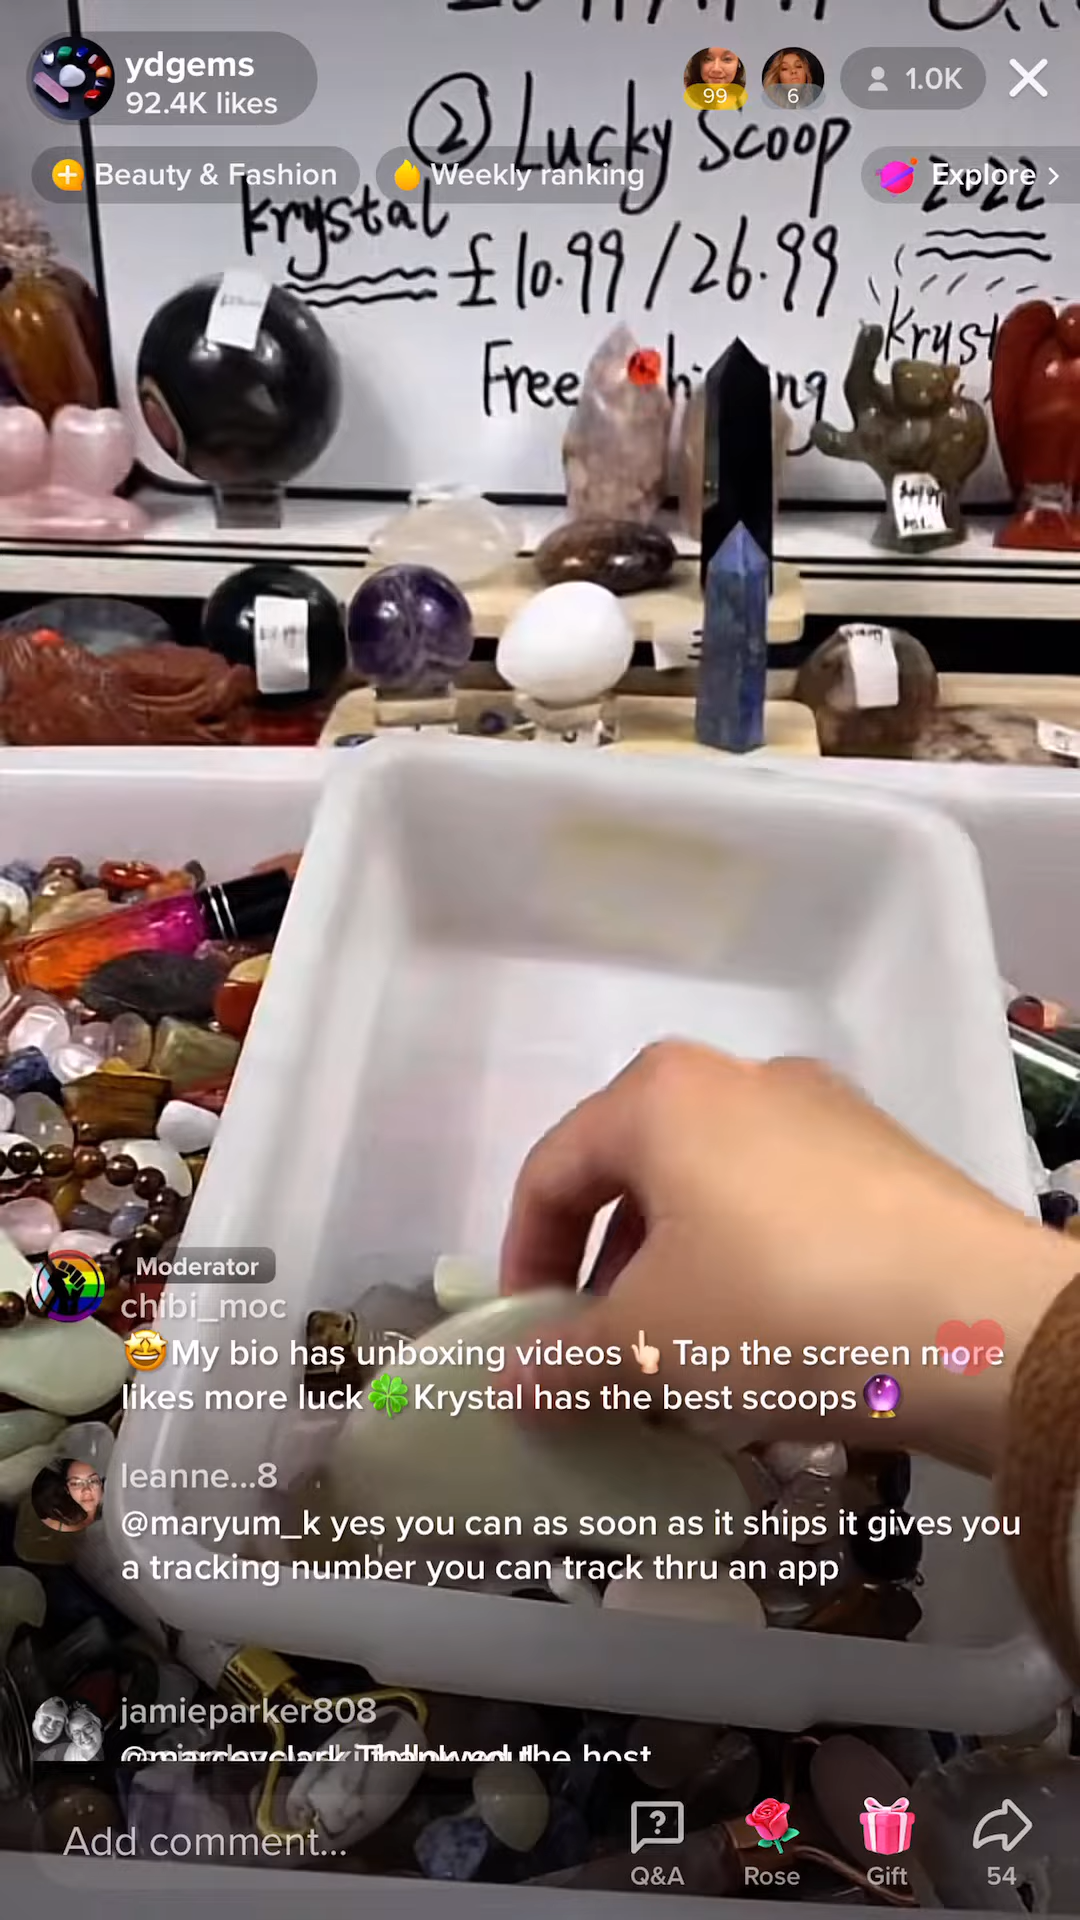 ydgems
92.4K likes
99
6
1.0K
Beauty & Fashion
Weekly ranking
Explore >
② Lucky Scoop
2022
Krystal
£10.99/26.99
Free
Moderator
chibi_moc
🤩My bio has unboxing videos👆🏻 Tap the screen more
likes more luck🍀Krystal has the best scoops🔮
leanne...8
@maryum_k yes you can as soon as it ships it gives you
a tracking number you can track thru an app
jamieparker808
Add comment...
Q&A
Rose
Gift
54